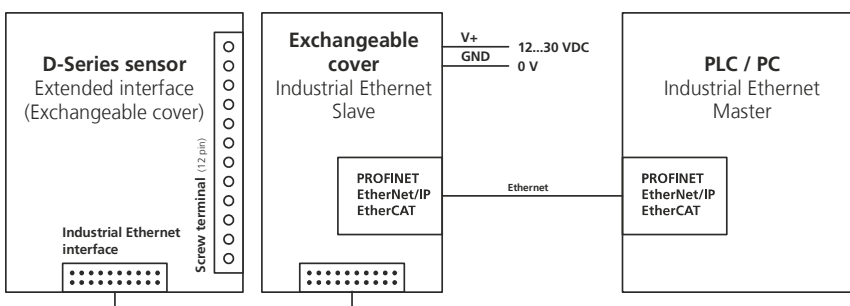 D-Series sensor
Extended interface
(Exchangeable cover)
Screw terminal (12 pin)
Industrial Ethernet
interface
Exchangeable
cover
Industrial Ethernet
Slave
V+
12...30 VDC
GND
0 V
PROFINET
EtherNet/IP
EtherCAT
Ethernet
PLC / PC
Industrial Ethernet
Master
PROFINET
EtherNet/IP
EtherCAT